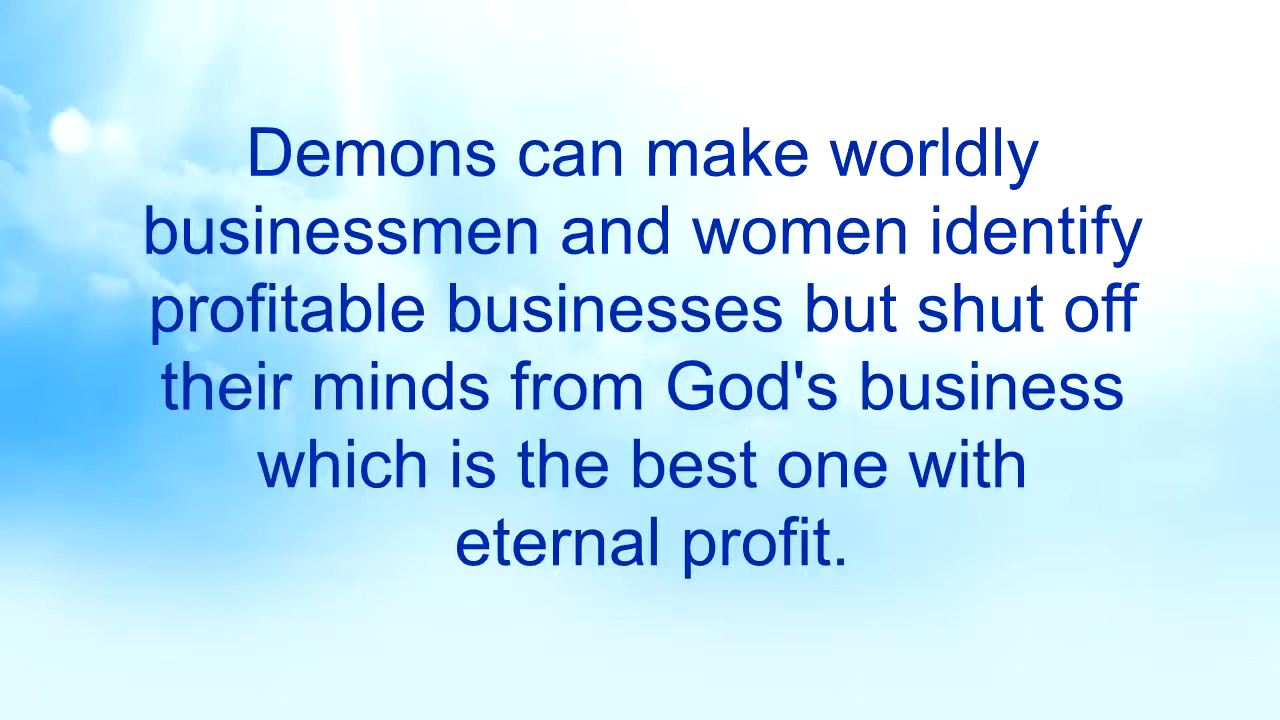 Demons can make worldly
businessmen and women identify
profitable businesses but shut off
their minds from God's business
which is the best one with
eternal profit.